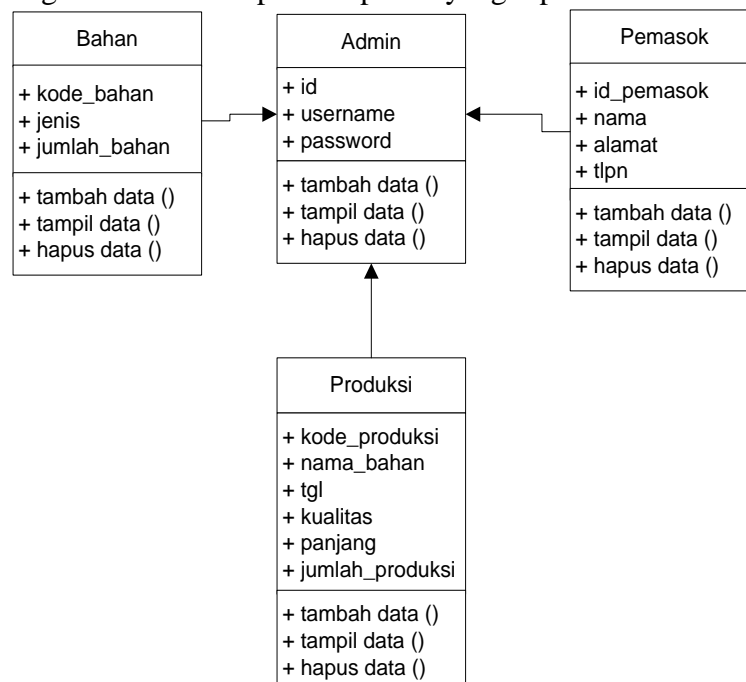 yang
Bahan
+ kode_bahan
+ jenis
+ jumlah_bahan
+ tambah data ()
+ tampil data ()
+ hapus data ()
Admin
+ id
+ username
+ password
+ tambah data ()
+ tampil data ()
+ hapus data ()
Pemasok
+ id_pemasok
+ nama
+ alamat
+ tlpn
+ tambah data ()
+ tampil data ()
+ hapus data ()
Produksi
+ kode_produksi
+ nama_bahan
+ tgl
+ kualitas
+ panjang
+ jumlah_produksi
+ tambah data ()
+ tampil data ()
+ hapus data ()